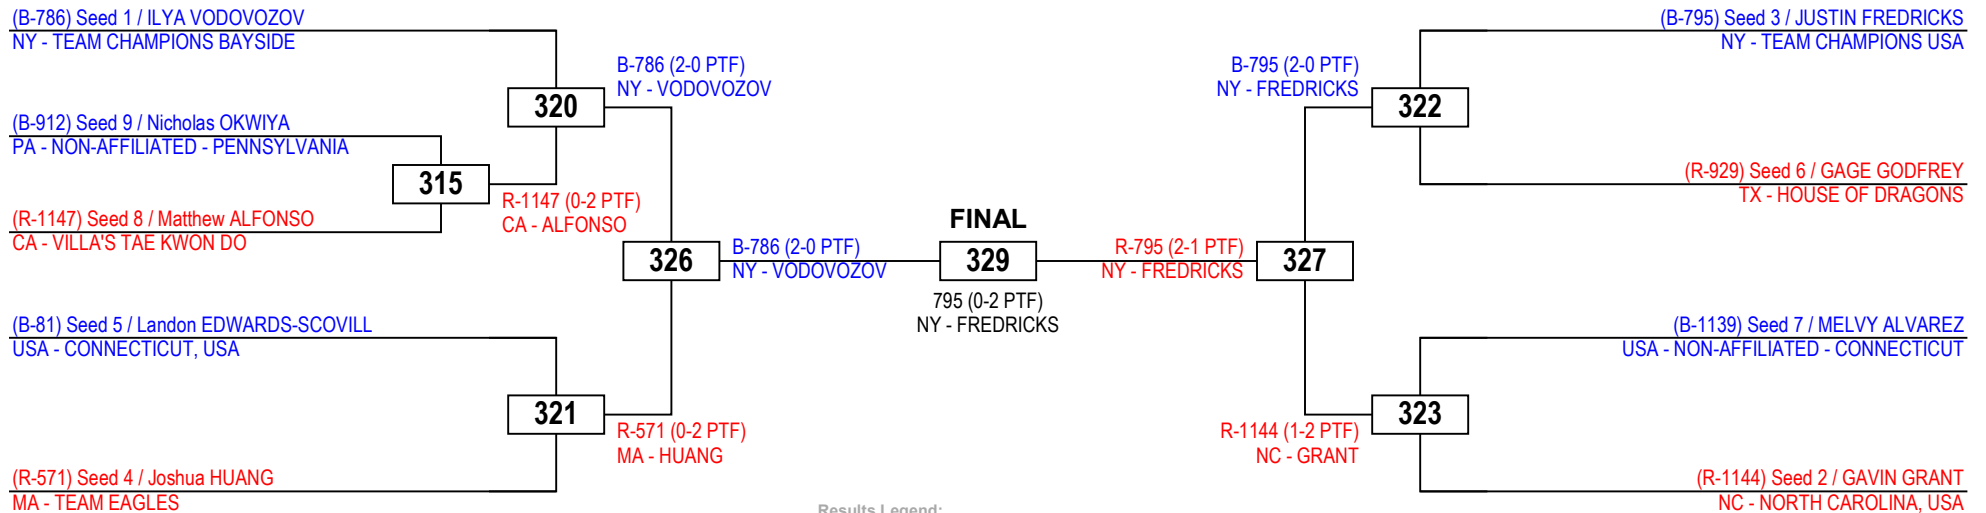 (B-786) Seed 1 / ILYA VODOVOZOV
NY - TEAM CHAMPIONS BAYSIDE
(B-912) Seed 9 / Nicholas OKWIYA
PA - NON-AFFILIATED - PENNSYLVANIA
(R-1147) Seed 8 / Matthew ALFONSO
CA - VILLA'S TAE KWON DO
(B-81) Seed 5 / Landon EDWARDS-SCOVILL
USA - CONNECTICUT, USA
(R-571) Seed 4 / Joshua HUANG
MA - TEAM EAGLES
315
R-1147 (0-2 PTF)
CA - ALFONSO
320
B-786 (2-0 PTF)
NY - VODOVOZOV
321
R-571 (0-2 PTF)
MA - HUANG
326
B-786 (2-0 PTF)
NY - VODOVOZOV
FINAL
329
795 (0-2 PTF)
NY - FREDRICKS
R-795 (2-1 PTF)
NY - FREDRICKS
327
B-795 (2-0 PTF)
NY - FREDRICKS
322
R-1144 (1-2 PTF)
NC - GRANT
323
(B-795) Seed 3 / JUSTIN FREDRICKS
NY - TEAM CHAMPIONS USA
(R-929) Seed 6 / GAGE GODFREY
TX - HOUSE OF DRAGONS
(B-1139) Seed 7 / MELVY ALVAREZ
USA - NON-AFFILIATED - CONNECTICUT
(R-1144) Seed 2 / GAVIN GRANT
NC - NORTH CAROLINA, USA
Results Legend: